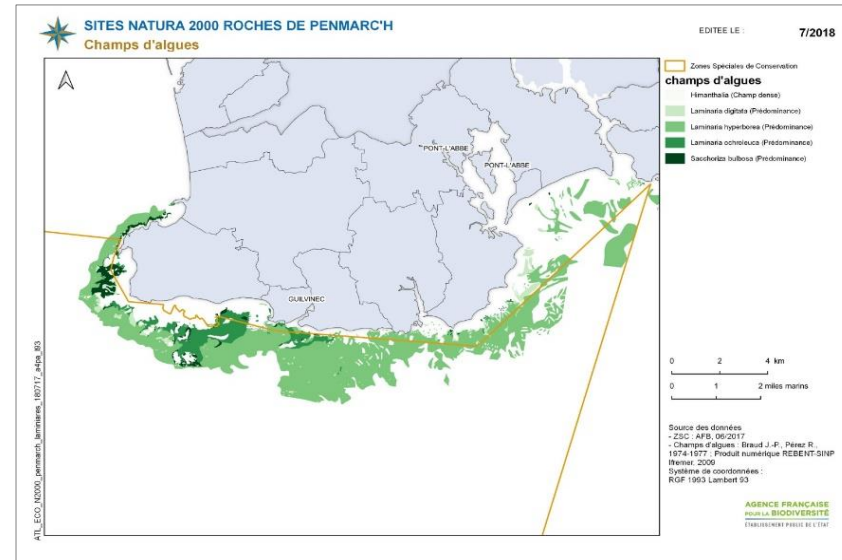 SITES NATURA 2000 ROCHES DE PENMARC'H
Champs d'algues
EDITEE LE :
7/2018
Zones Spéciales de Conservation
champs d'algues
Himanthalia (Champ dense)
Laminaria digitata (Prédominance)
Laminaria hyperborea (Prédominance)
Laminaria ochroleuca (Prédominance)
Sacchoriza bulbosa (Prédominance)
PONT-L'ABBE
PONT-L'ABBE
GUILVINEC
0 2 4 km
0 1 2 miles marins
Source des données
- ZSC : AFB, 06/2017
- Champs d'algues : Braud J.-P., Pérez R.,
1974-1977 ; Produit numérique REBENT-SINP
Ifremer, 2009
Système de coordonnées :
RGF 1993 Lambert 93
AGENCE FRANÇAISE
POUR LA BIODIVERSITÉ
ÉTABLISSEMENT PUBLIC DE L'ÉTAT
ATL_ECO_N2000_penmarch_laminaires_180717_a4pa_l93